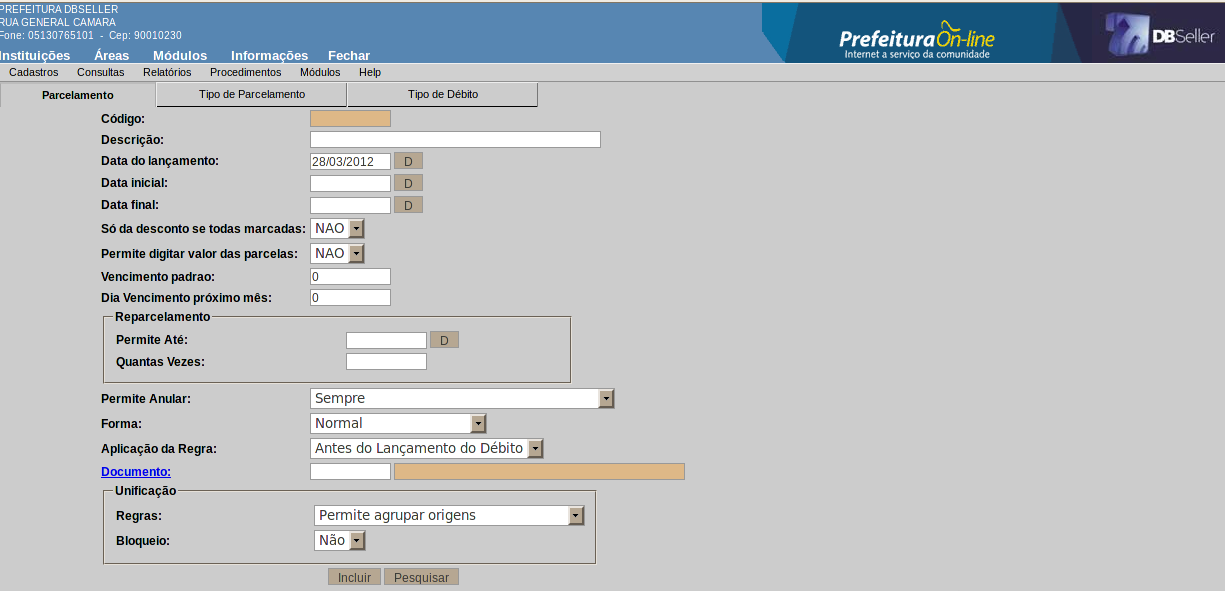 PREFEITURA DBSELLER
RUA GENERAL CAMARA
Fone: 05130765101 - Cep: 90010230
PrefeituraOn-line
Internet a serviço da comunidade
DBSeller
Instituições Áreas Módulos Informações Fechar
Cadastros Consultas Relatórios Procedimentos Módulos Help
Parcelamento Tipo de Parcelamento Tipo de Débito
Código:
Descrição:
Data do lançamento: 28/03/2012 D
Data inicial: D
Data final: D
Só da desconto se todas marcadas: NAO
Permite digitar valor das parcelas: NAO
Vencimento padrao: 0
Dia Vencimento próximo mês: 0
Reparcelamento
Permite Até: D
Quantas Vezes:
Permite Anular: Sempre
Forma: Normal
Aplicação da Regra: Antes do Lançamento do Débito
Documento:
Unificação
Regras: Permite agrupar origens
Bloqueio: Não
Incluir Pesquisar